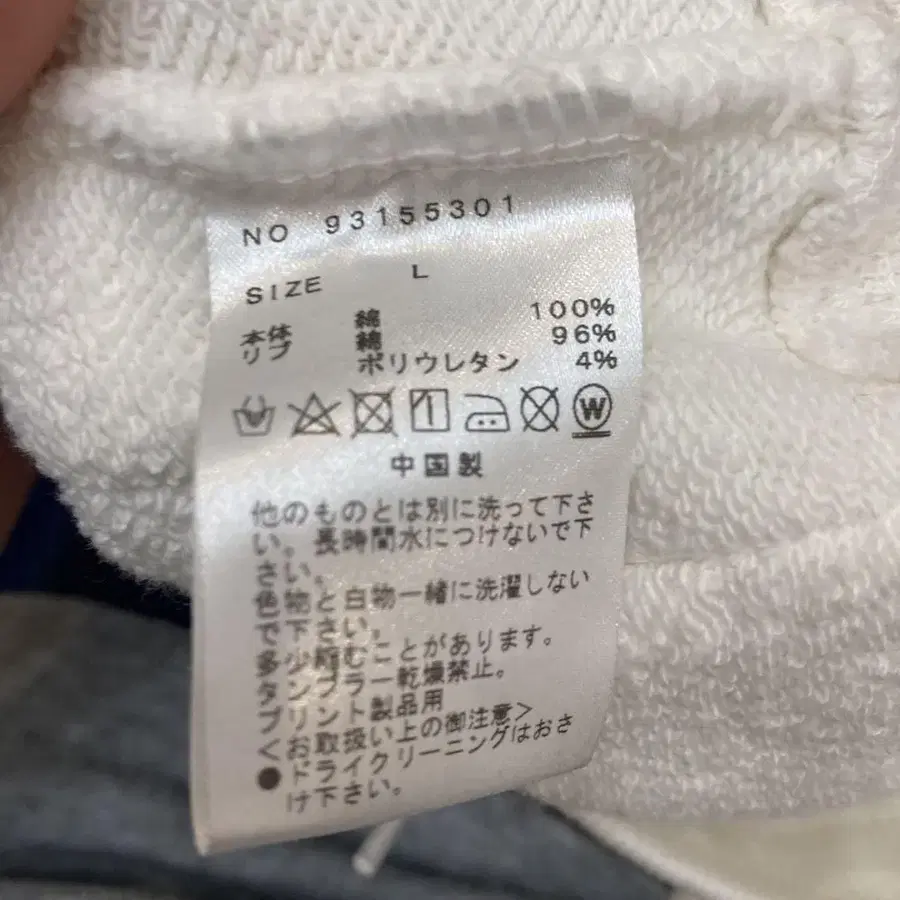 NO 93155301
SIZE L
本体 綿 100%
リブ 綿 96%
ポリウレタン 4%
W
中国製
他のものとは別に洗って下さ
い。長時間水につけないで下
さい。
色物と白物一緒に洗濯しない
で下さい。
多少縮むことがあります。
タンブラー乾燥禁止。
プリント製品用
<お取扱い上の御注意>
●ドライクリーニングはおさ
け下さい。